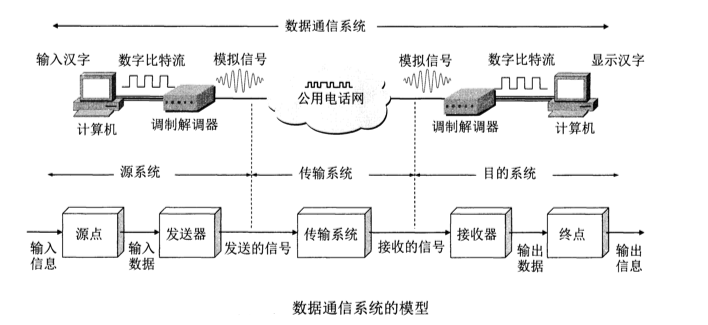 数据通信系统
输入汉字 数字比特流 模拟信号 模拟信号 数字比特流 显示汉字
公用电话网
计算机 调制解调器 调制解调器 计算机
源系统 传输系统 目的系统
源点 发送器 传输系统 接收器 终点
输入 输入 发送的信号 接收的信号 输出 输出
信息 数据 数据 信息
数据通信系统的模型